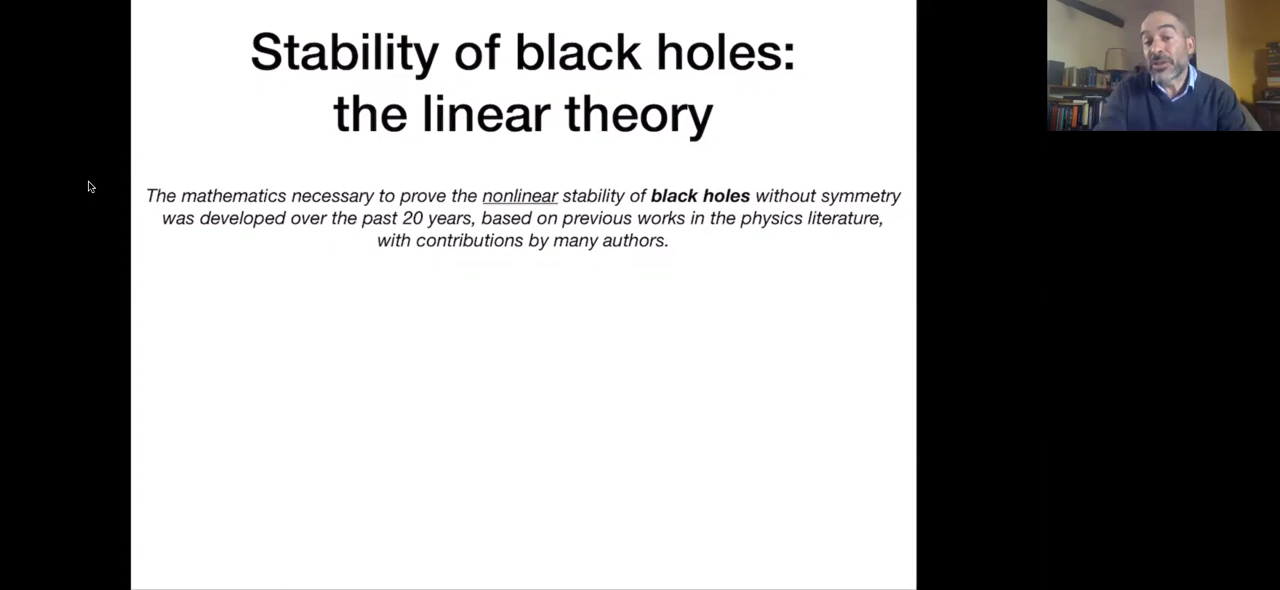 Stability of black holes:
the linear theory
The mathematics necessary to prove the nonlinear stability of black holes without symmetry
was developed over the past 20 years, based on previous works in the physics literature,
with contributions by many authors.